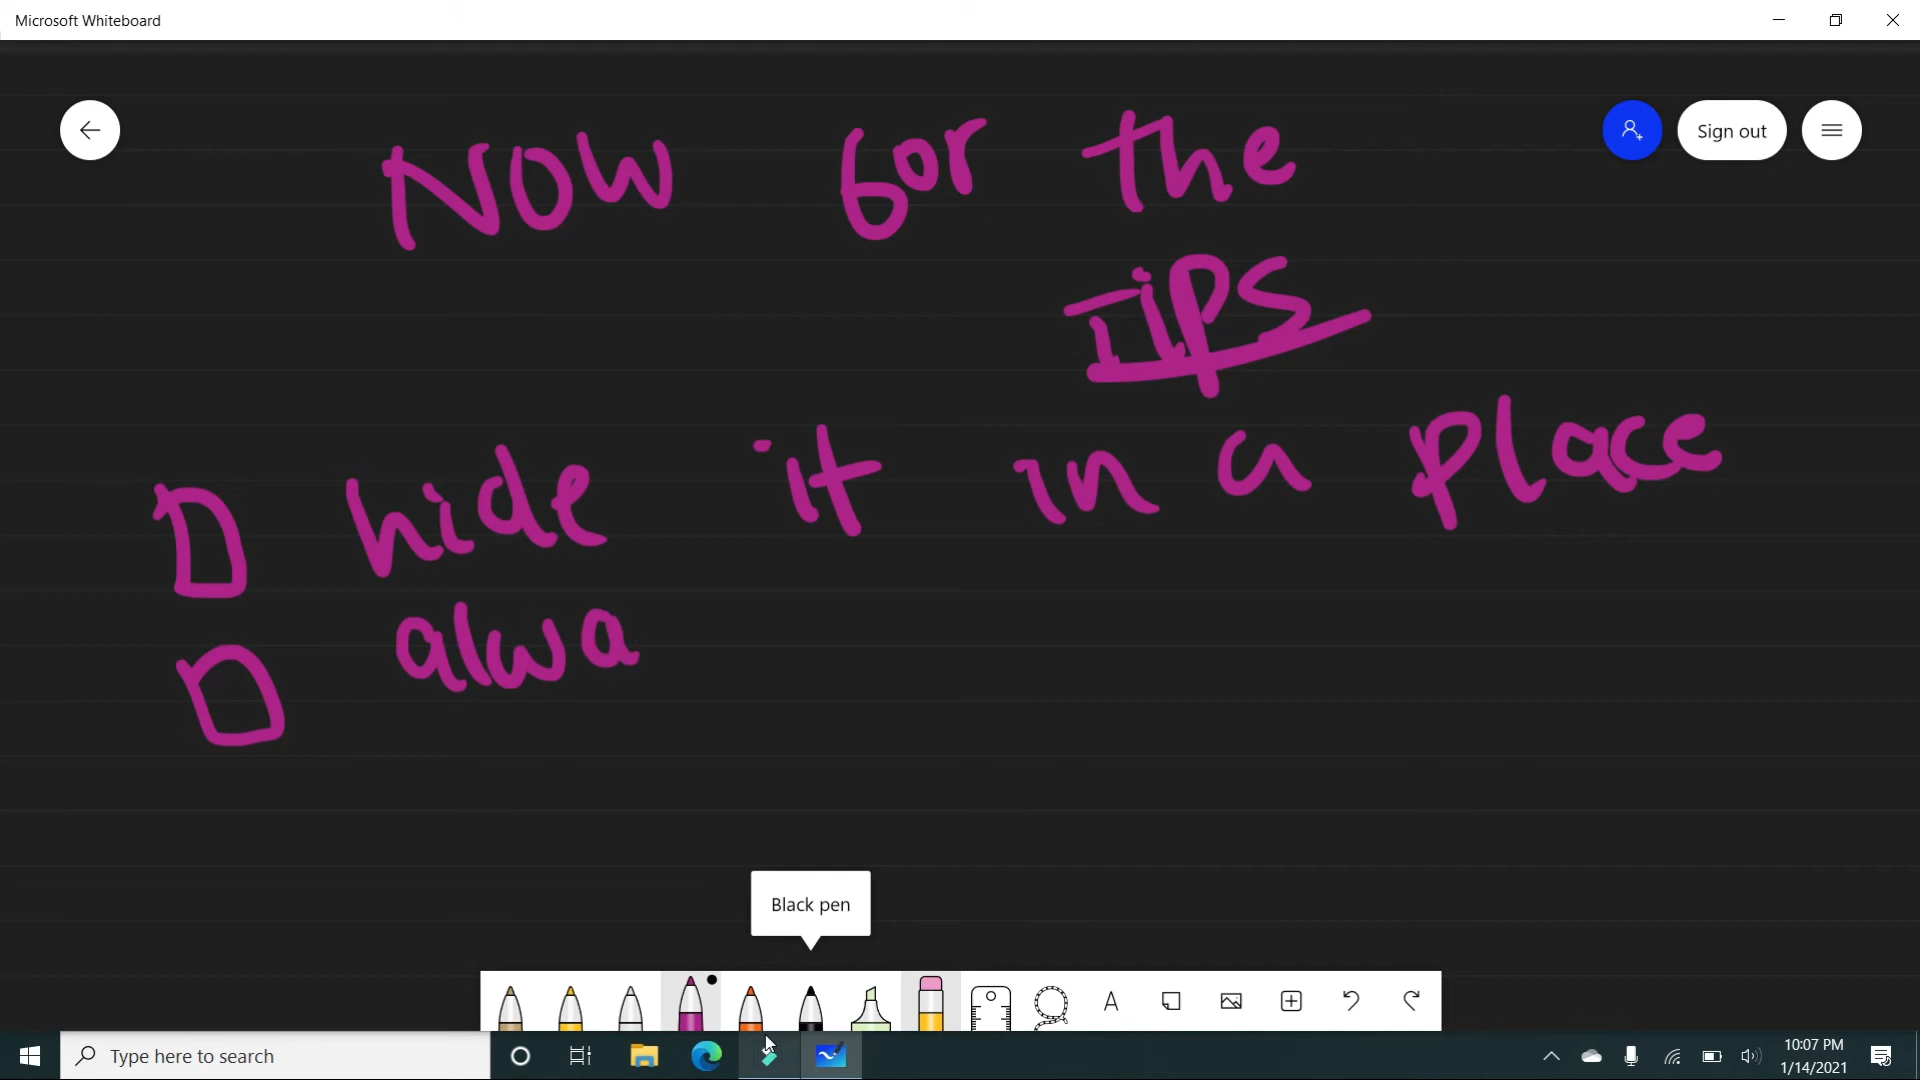 Microsoft Whiteboard
Sign out
Now for the
Tips
hide it in a place
alwa
Black pen
A
Type here to search
10:07 PM
1/14/2021